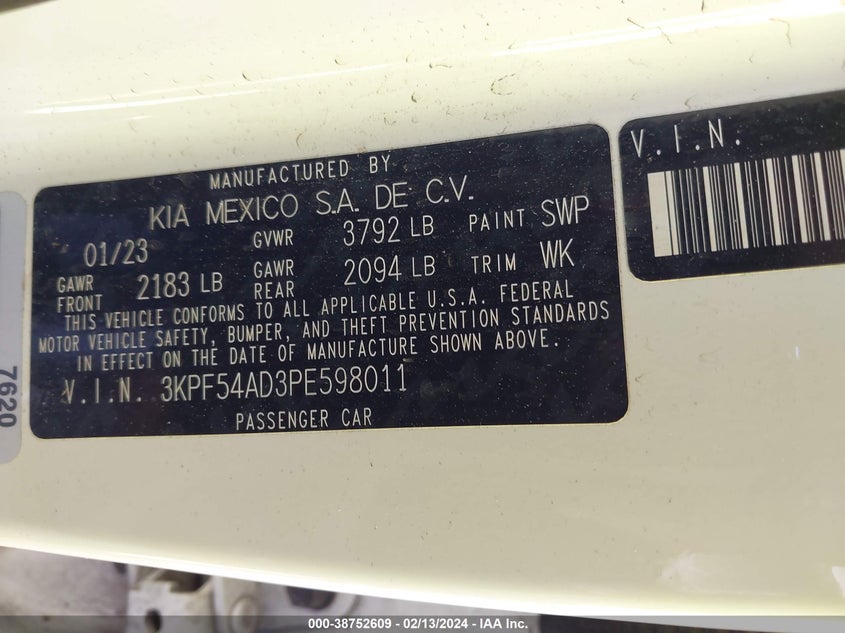 MANUFACTURED BY
KIA MEXICO S.A. DE C.V.
01/23 GVWR 3792 LB PAINT SWP
GAWR FRONT 2183 LB GAWR REAR 2094 LB TRIM WK
THIS VEHICLE CONFORMS TO ALL APPLICABLE U.S.A. FEDERAL
MOTOR VEHICLE SAFETY, BUMPER, AND THEFT PREVENTION STANDARDS
IN EFFECT ON THE DATE OF MANUFACTURE SHOWN ABOVE.
V.I.N. 3KPF54AD3PE598011
PASSENGER CAR
V.I.N.
7620
000-38752609 - 02/13/2024 - IAA Inc.